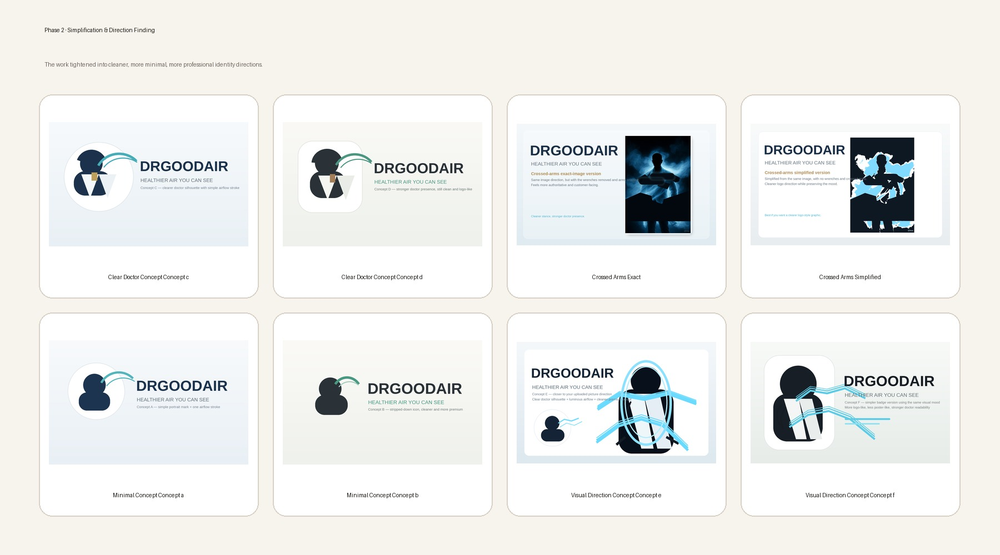 Phase 2 · Simplification & Direction Finding
The work tightened into cleaner, more minimal, more professional identity directions.
DRGOODAIR
HEALTHIER AIR YOU CAN SEE
Concept C — clearer doctor silhouette with simple airflow stroke
Clear Doctor Concept Concept c
DRGOODAIR
HEALTHIER AIR YOU CAN SEE
Concept D — stronger doctor presence, still clean and logo-like
Clear Doctor Concept Concept d
DRGOODAIR
HEALTHIER AIR YOU CAN SEE
Crossed-arms exact-image version
Same image direction, but with the wrenches removed and arms
Feels more authoritative and customer-facing.
Cleaner stance, stronger doctor presence.
Crossed Arms Exact
DRGOODAIR
HEALTHIER AIR YOU CAN SEE
Crossed-arms simplified version
Simplified from the same image, with no wrenches and
Cleaner logo direction while preserving the mood.
Best if you want a clearer logo-style graphic.
Crossed Arms Simplified
DRGOODAIR
HEALTHIER AIR YOU CAN SEE
Concept A — simple portrait mark + one airflow stroke
Minimal Concept Concept a
DRGOODAIR
HEALTHIER AIR YOU CAN SEE
Concept B — stripped-down icon, cleaner and more premium
Minimal Concept Concept b
DRGOODAIR
HEALTHIER AIR YOU CAN SEE
Concept E — closer to your uploaded picture direction
Clear doctor silhouette + luminous airflow + cleaner
Visual Direction Concept Concept e
DRGOODAIR
HEALTHIER AIR YOU CAN SEE
Concept F — simpler badge version using the same visual mood
More logo-like, less poster-like, stronger doctor readability
Visual Direction Concept Concept f